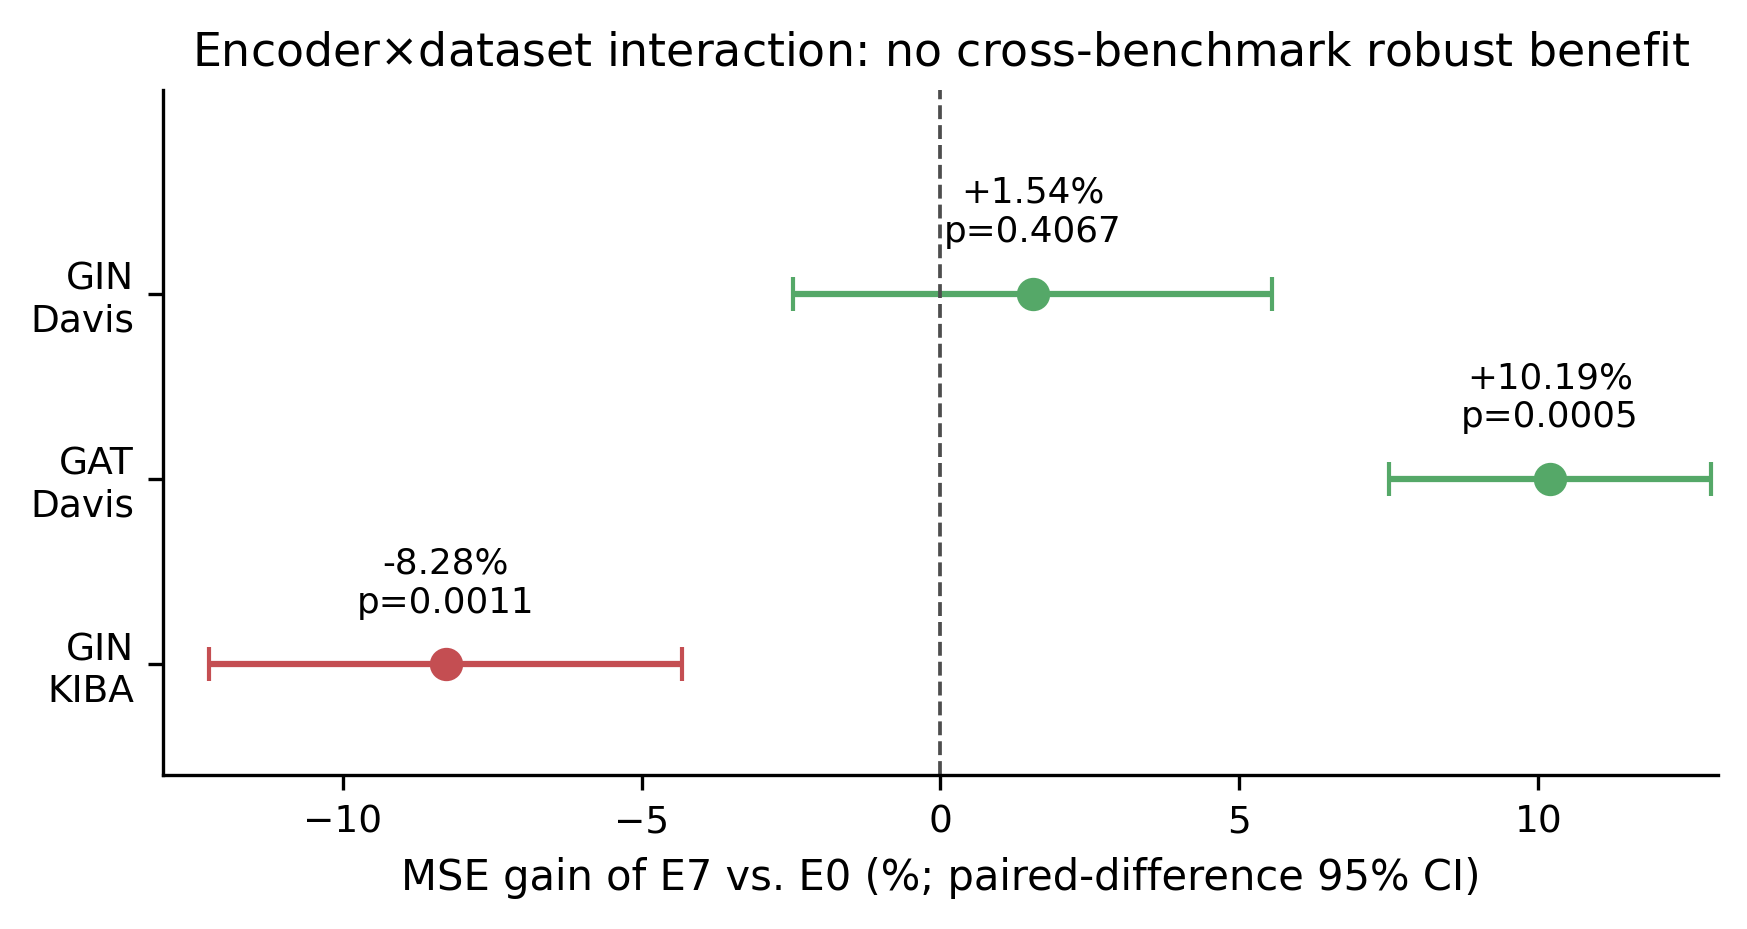 Encoder×dataset interaction: no cross-benchmark robust benefit
+1.54%
p=0.4067
GIN
Davis
+10.19%
p=0.0005
GAT
Davis
-8.28%
p=0.0011
GIN
KIBA
−10
−5
0
5
10
MSE gain of E7 vs. E0 (%; paired-difference 95% CI)